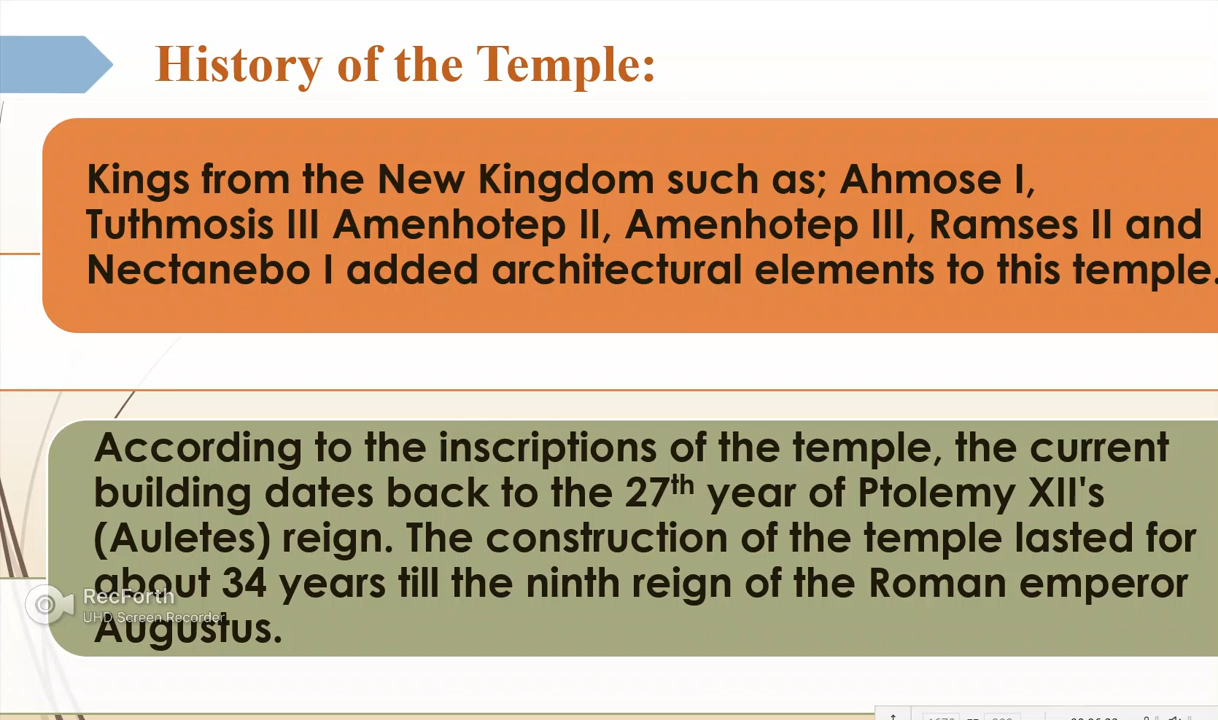 History of the Temple:
Kings from the New Kingdom such as; Ahmose I,
Tuthmosis III Amenhotep II, Amenhotep III, Ramses II and
Nectanebo I added architectural elements to this temple.
According to the inscriptions of the temple, the current
building dates back to the 27th year of Ptolemy XII's
(Auletes) reign. The construction of the temple lasted for
about 34 years till the ninth reign of the Roman emperor
Augustus.
RecForth
UHD Screen Recorder